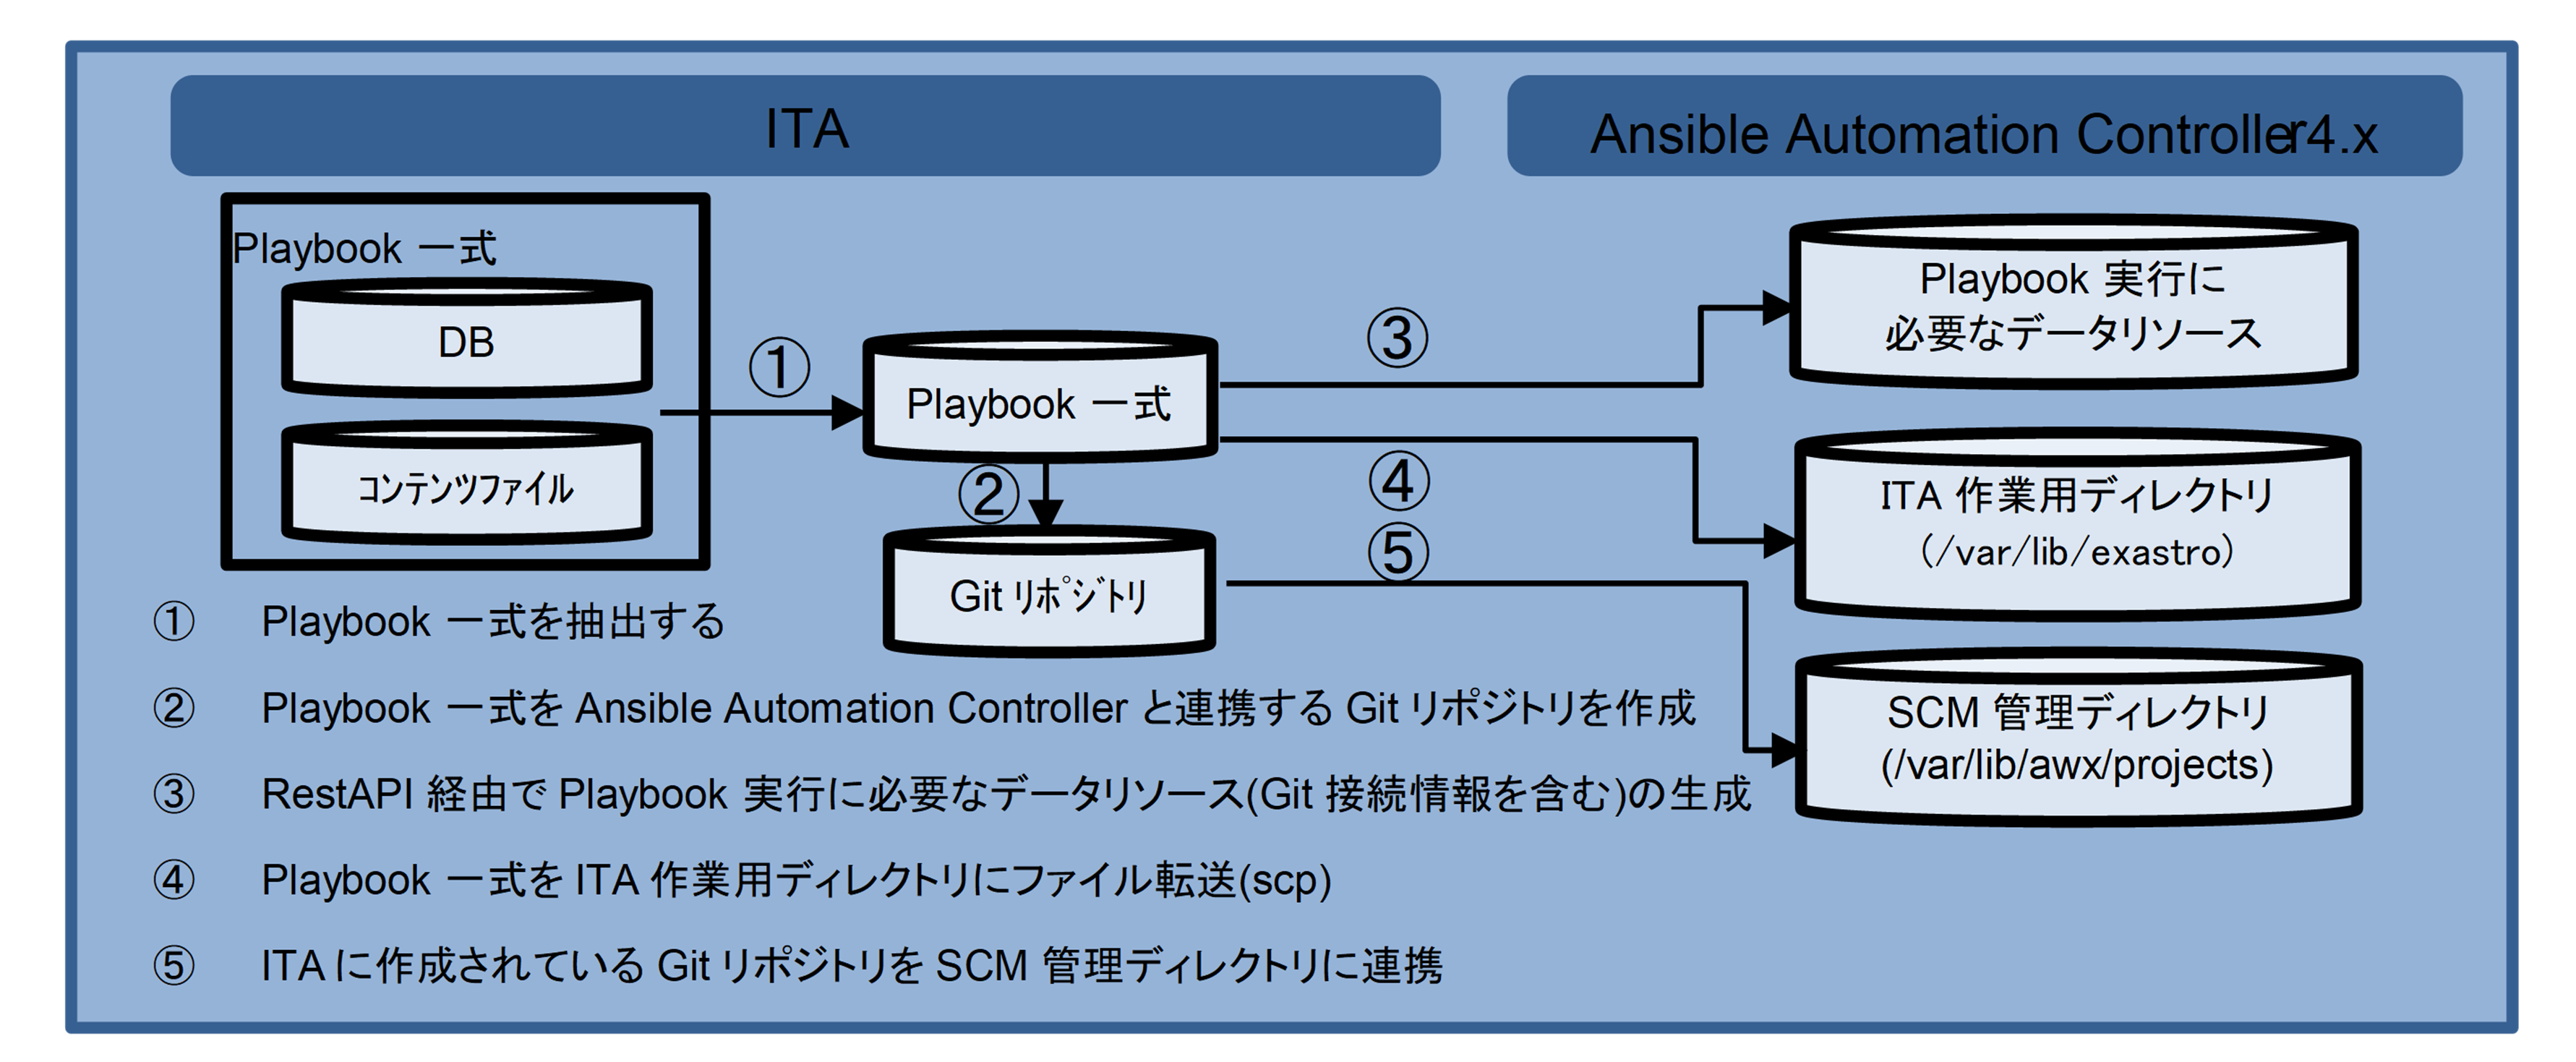 ITA
Ansible Automation Controller4.x
Playbook 一式
DB
コンテンツファイル
①
Playbook 一式
②
Git ﾘﾎﾟｼﾞﾄﾘ
③
④
⑤
Playbook 実行に
必要なデータリソース
ITA 作業用ディレクトリ
(/var/lib/exastro)
SCM 管理ディレクトリ
(/var/lib/awx/projects)
① Playbook 一式を抽出する
② Playbook 一式を Ansible Automation Controller と連携する Git リポジトリを作成
③ RestAPI 経由で Playbook 実行に必要なデータリソース(Git 接続情報を含む)の生成
④ Playbook 一式を ITA 作業用ディレクトリにファイル転送(scp)
⑤ ITA に作成されている Git リポジトリを SCM 管理ディレクトリに連携